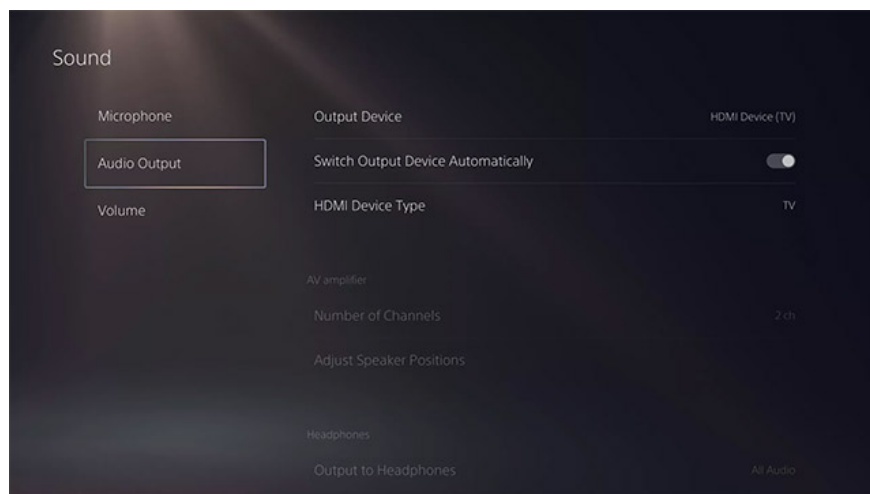 Sound
Microphone
Audio Output
Volume
Output Device HDMI Device (TV)
Switch Output Device Automatically
HDMI Device Type TV
AV amplifier
Number of Channels 2 ch
Adjust Speaker Positions
Headphones
Output to Headphones All Audio